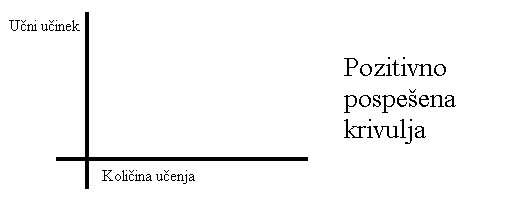 Učni učinek
Pozitivno
pospešena
krivulja
Količina učenja